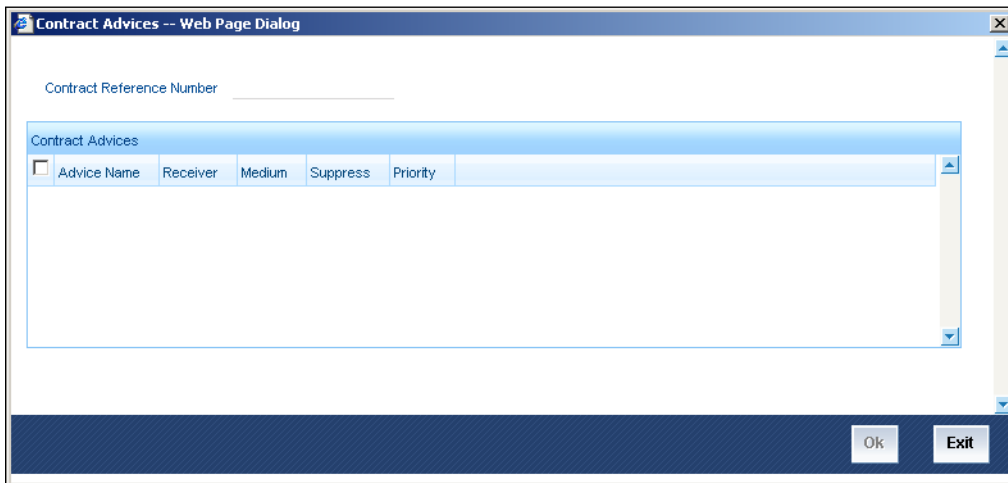 Contract Advices -- Web Page Dialog
Contract Reference Number
Contract Advices
Advice Name Receiver Medium Suppress Priority
Ok Exit